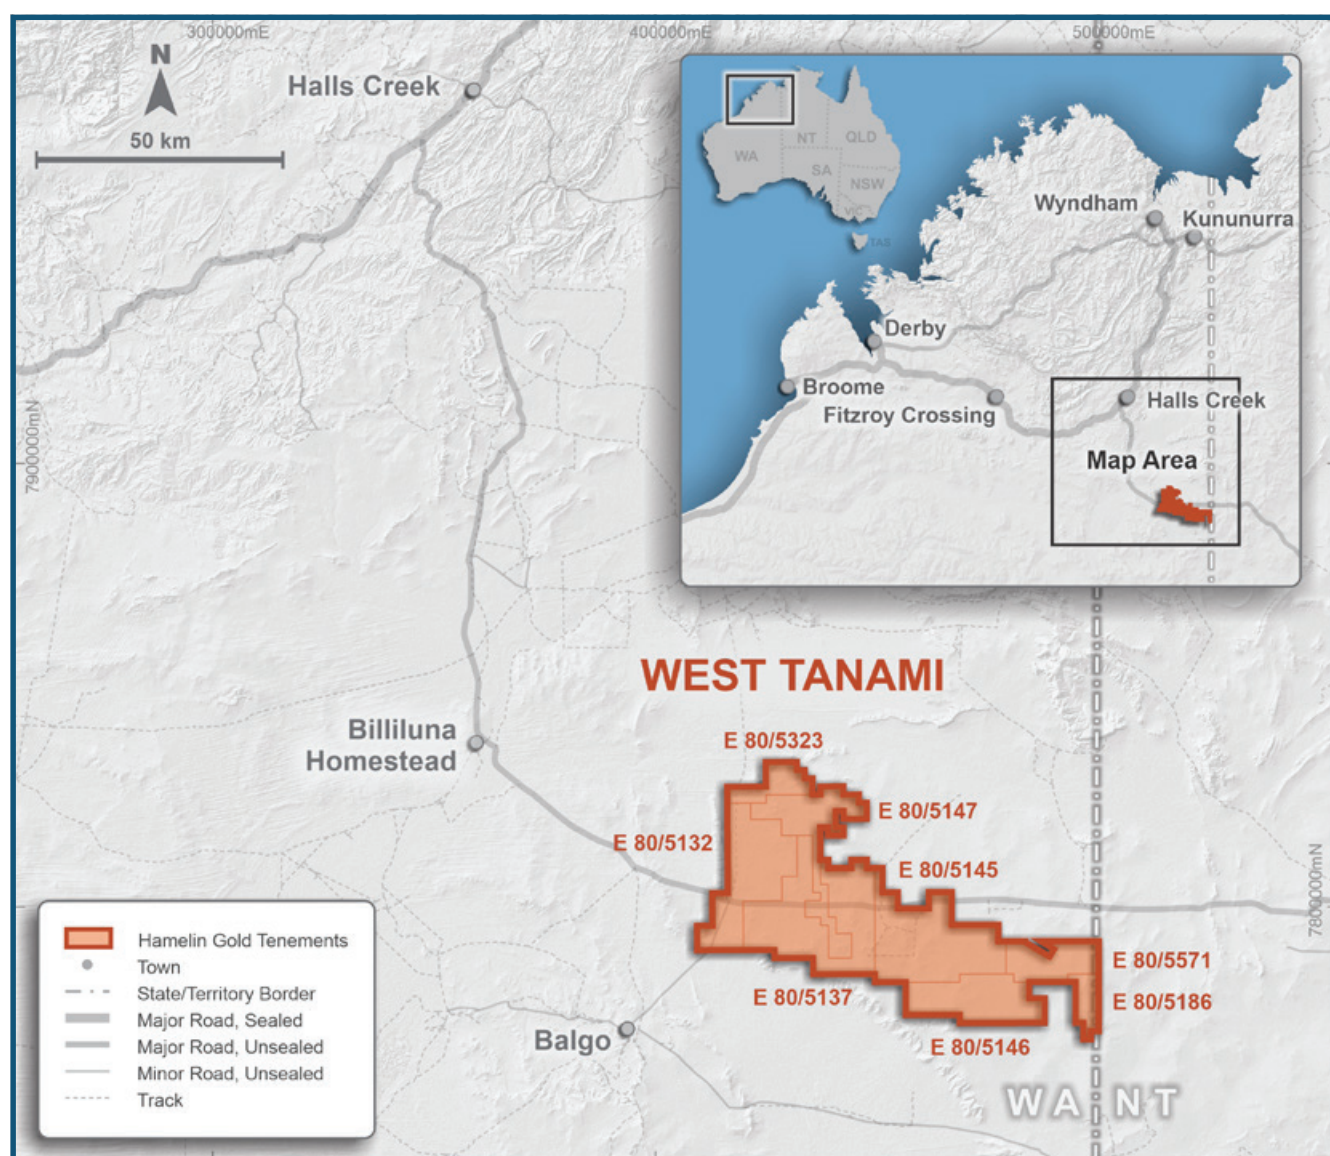 300000mE
400000mE
500000mE
N
50 km
Halls Creek
WA
NT
SA
QLD
NSW
VIC
TAS
Wyndham
Kununurra
Derby
Broome
Fitzroy Crossing
Halls Creek
Map Area
7900000mN
WEST TANAMI
Billiluna
Homestead
E 80/5323
E 80/5147
E 80/5132
E 80/5145
7800000mN
E 80/5571
E 80/5137
E 80/5186
E 80/5146
Balgo
WA NT
Hamelin Gold Tenements
Town
State/Territory Border
Major Road, Sealed
Major Road, Unsealed
Minor Road, Unsealed
Track